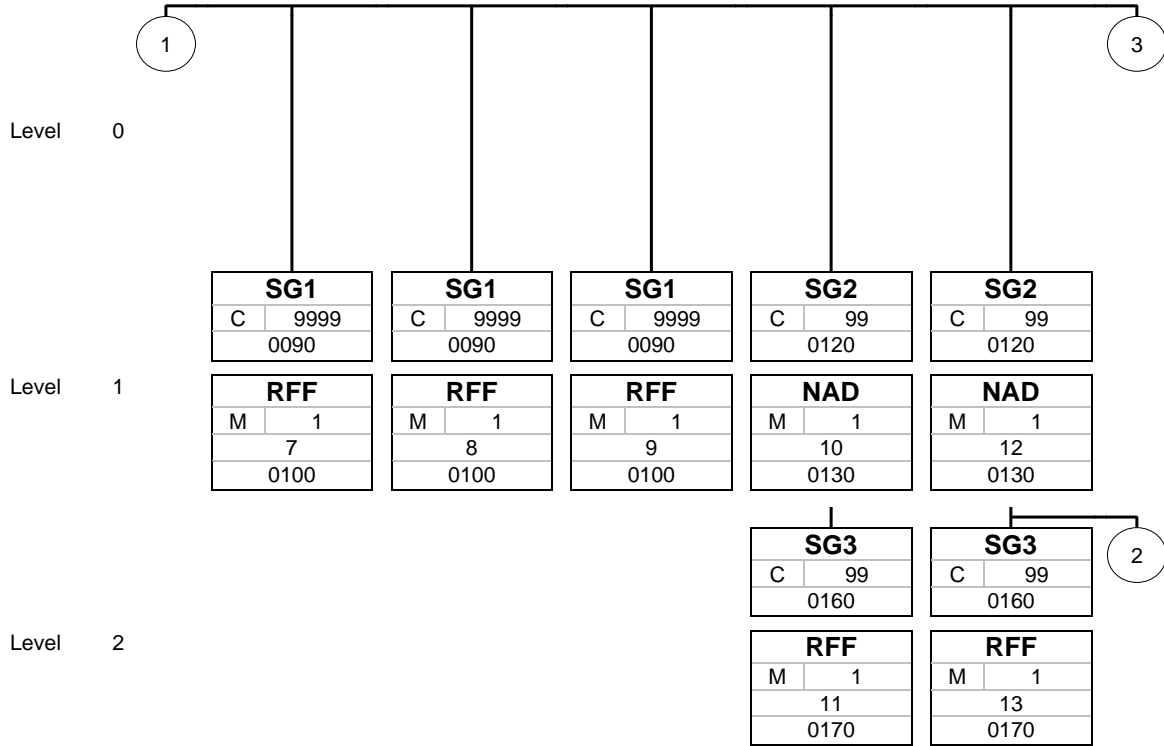 1 3
Level 0
SG1 SG1 SG1 SG2 SG2
C 9999 C 9999 C 9999 C 99 C 99
0090 0090 0090 0120 0120
Level 1
RFF RFF RFF NAD NAD
M 1 M 1 M 1 M 1 M 1
7 8 9 10 12
0100 0100 0100 0130 0130
SG3 SG3 2
C 99 C 99
0160 0160
Level 2
RFF RFF
M 1 M 1
11 13
0170 0170